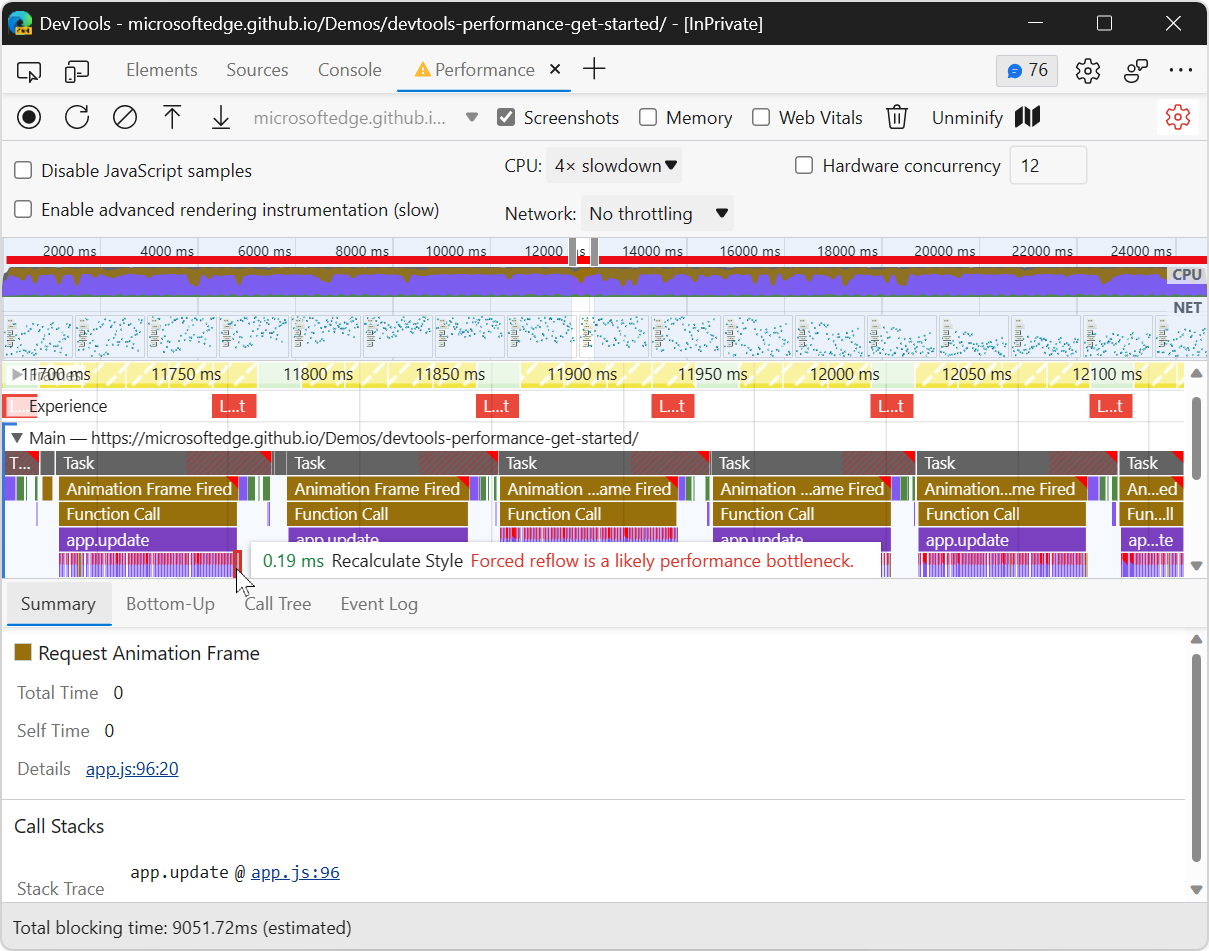 DevTools - microsoftedge.github.io/Demos/devtools-performance-get-started/ - [InPrivate]
Elements Sources Console Performance 76
microsoftedge.github.i... Screenshots Memory Web Vitals Unminify
Disable JavaScript samples CPU: 4× slowdown Hardware concurrency 12
Enable advanced rendering instrumentation (slow) Network: No throttling
2000 ms 4000 ms 6000 ms 8000 ms 10000 ms 12000 ms 14000 ms 16000 ms 18000 ms 20000 ms 22000 ms 24000 ms
CPU
NET
11700 ms 11750 ms 11800 ms 11850 ms 11900 ms 11950 ms 12000 ms 12050 ms 12100 ms
L... Experience L...t L...t L...t L...t L...t
Main — https://microsoftedge.github.io/Demos/devtools-performance-get-started/
T... Task Task Task Task Task Task
Animation Frame Fired Animation Frame Fired Animation ...ame Fired Animation ...ame Fired Animation...me Fired An...ed
Function Call Function Call Function Call Function Call Function Call Fun...ll
app.update app.update app.update app.update ap...te
0.19 ms Recalculate Style Forced reflow is a likely performance bottleneck.
Summary Bottom-Up Call Tree Event Log
Request Animation Frame
Total Time 0
Self Time 0
Details app.js:96:20
Call Stacks
app.update @ app.js:96
Stack Trace
Total blocking time: 9051.72ms (estimated)